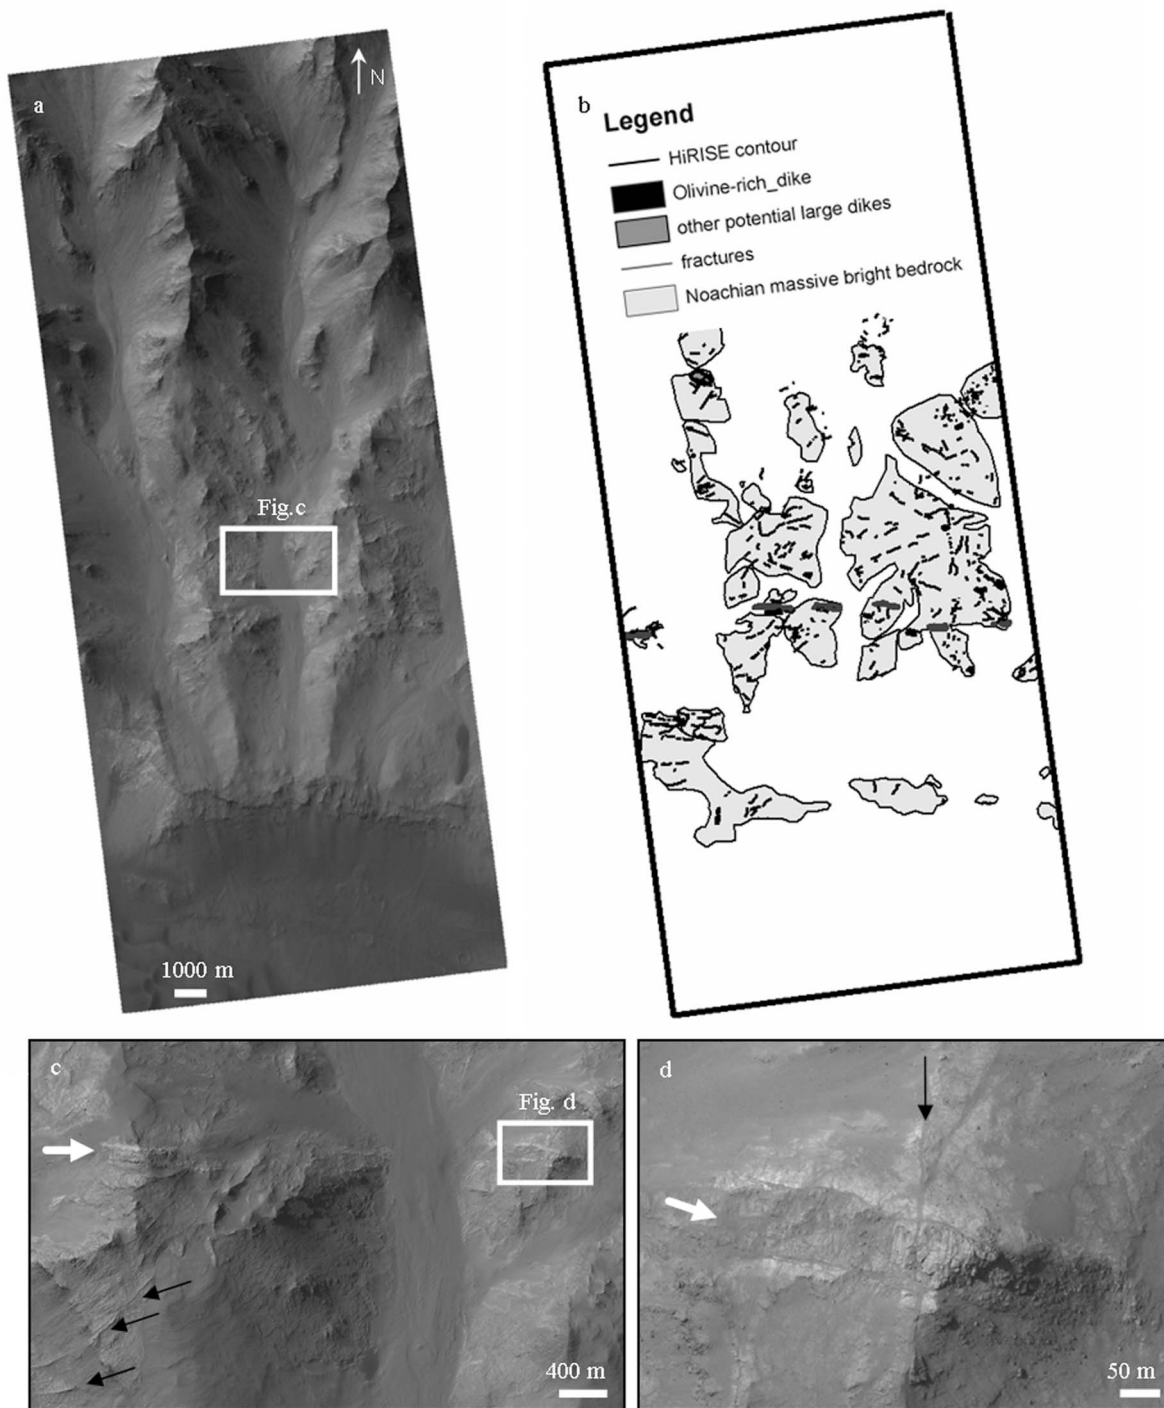 a
N
Fig.c
1000 m
b
Legend
HiRISE contour
Olivine-rich_dike
other potential large dikes
fractures
Noachian massive bright bedrock
c
Fig. d
400 m
d
50 m